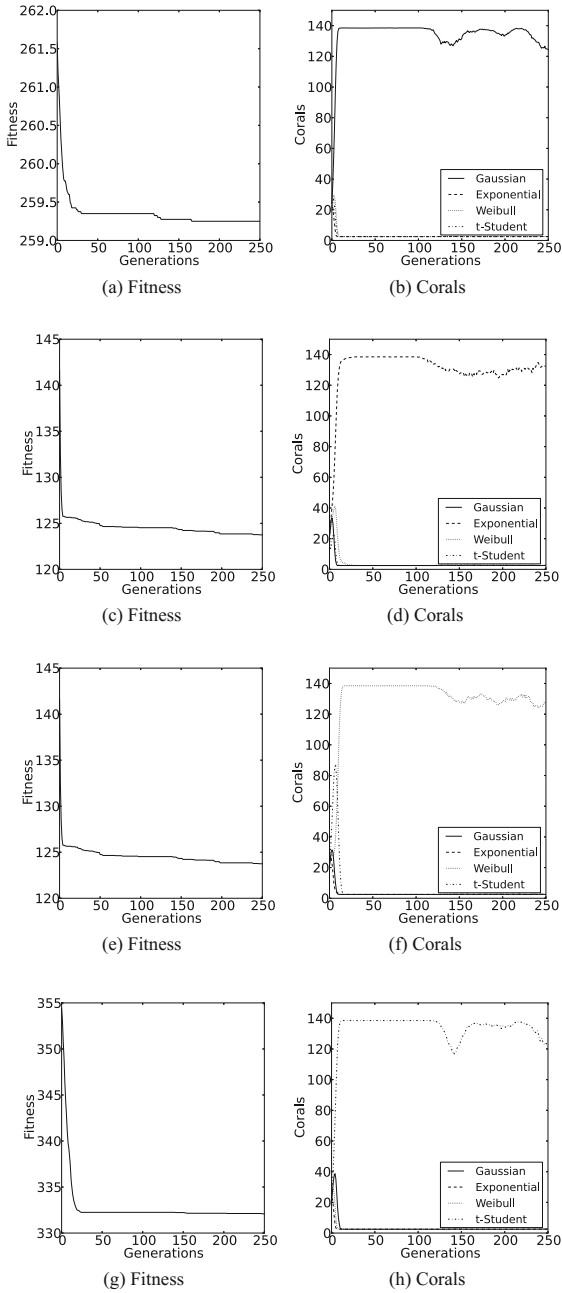 262.0
261.5
261.0
260.5
260.0
259.5
259.0
Fitness
0 50 100 150 200 250
Generations
(a) Fitness
140
120
100
80
60
40
20
0
Corals
Gaussian
Exponential
Weibull
t-Student
0 50 100 150 200 250
Generations
(b) Corals
145
140
135
130
125
120
Fitness
0 50 100 150 200 250
Generations
(c) Fitness
140
120
100
80
60
40
20
0
Corals
Gaussian
Exponential
Weibull
t-Student
0 50 100 150 200 250
Generations
(d) Corals
145
140
135
130
125
120
Fitness
0 50 100 150 200 250
Generations
(e) Fitness
140
120
100
80
60
40
20
0
Corals
Gaussian
Exponential
Weibull
t-Student
0 50 100 150 200 250
Generations
(f) Corals
355
350
345
340
335
330
Fitness
0 50 100 150 200 250
Generations
(g) Fitness
140
120
100
80
60
40
20
0
Corals
Gaussian
Exponential
Weibull
t-Student
0 50 100 150 200 250
Generations
(h) Corals